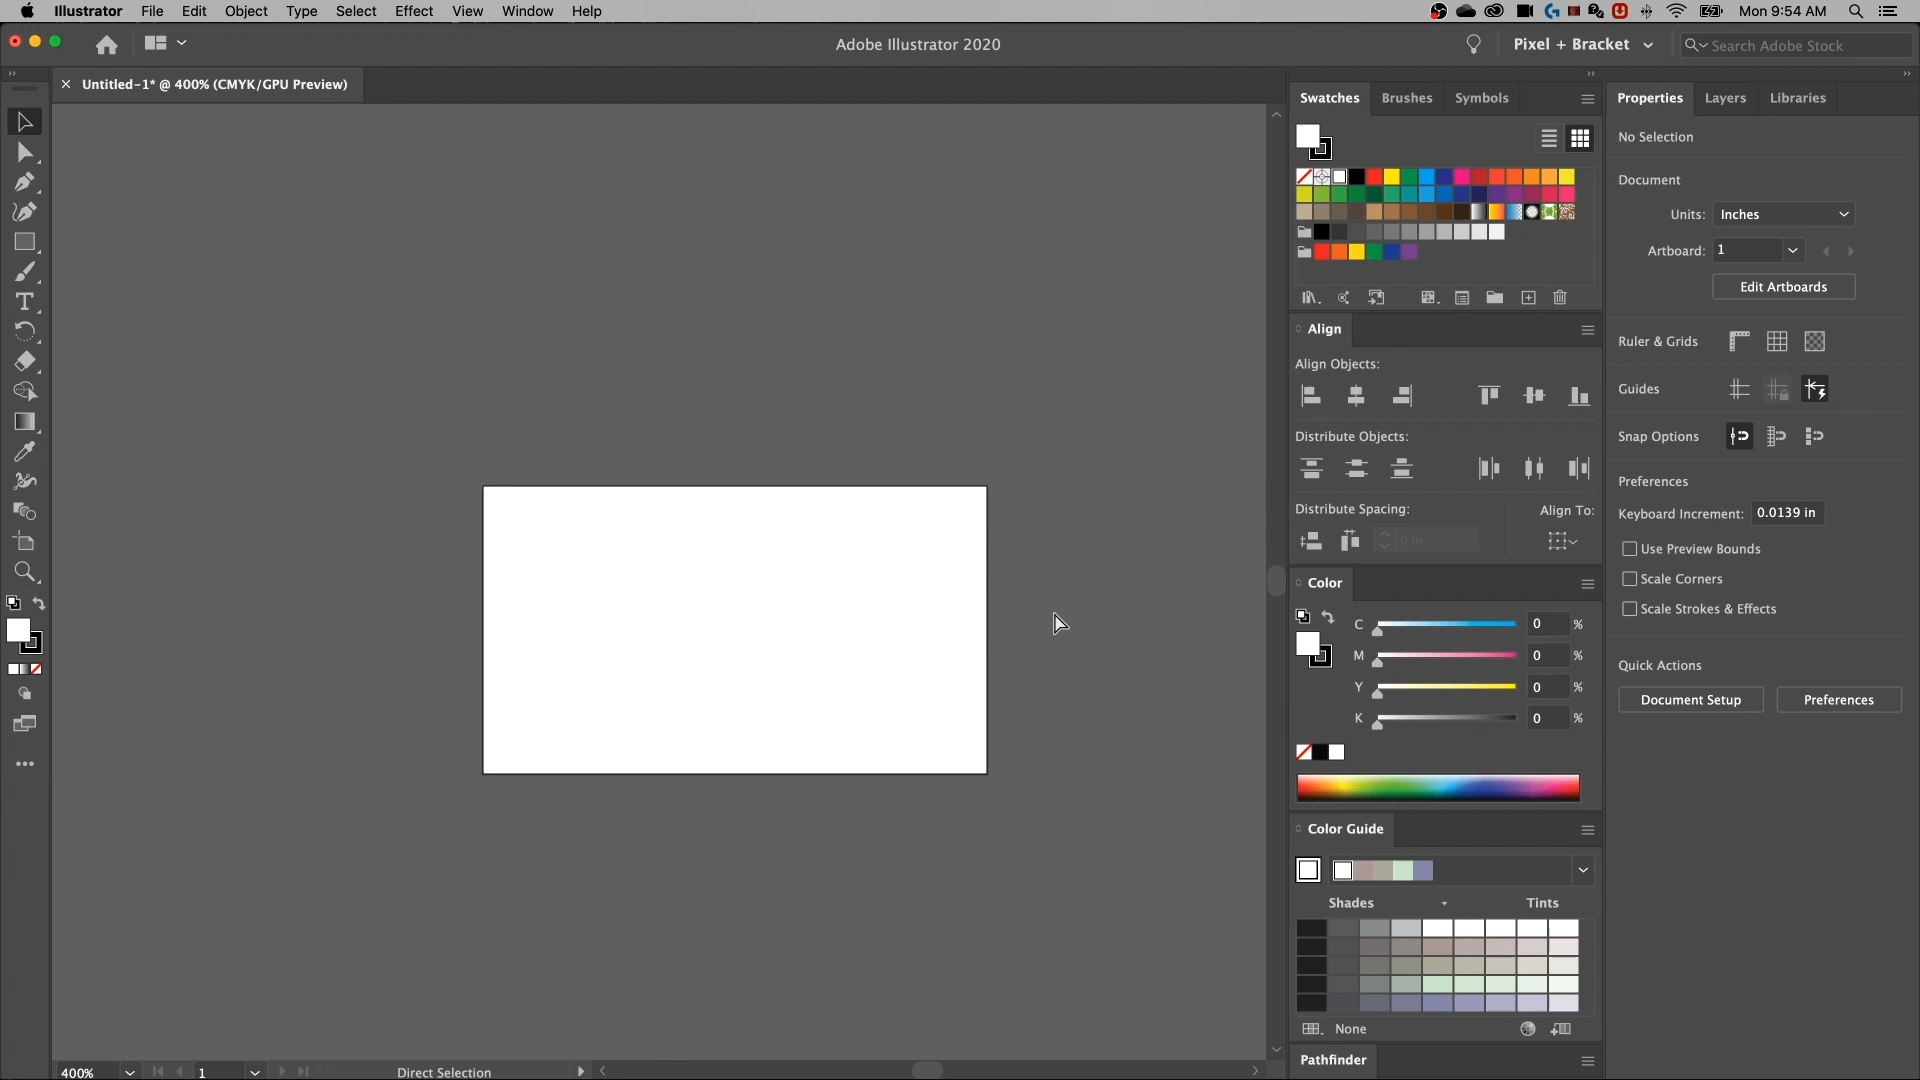 Illustrator File Edit Object Type Select Effect View Window Help Mon 9:54 AM
Adobe Illustrator 2020 Pixel + Bracket Search Adobe Stock
Untitled-1* @ 400% (CMYK/GPU Preview)
Swatches Brushes Symbols
Align
Align Objects:
Distribute Objects:
Distribute Spacing: Align To:
0 in
Color
C 0 %
M 0 %
Y 0 %
K 0 %
Color Guide
Shades Tints
None
Pathfinder
Properties Layers Libraries
No Selection
Document
Units: Inches
Artboard: 1
Edit Artboards
Ruler & Grids
Guides
Snap Options
Preferences
Keyboard Increment: 0.0139 in
Use Preview Bounds
Scale Corners
Scale Strokes & Effects
Quick Actions
Document Setup Preferences
400% 1 Direct Selection